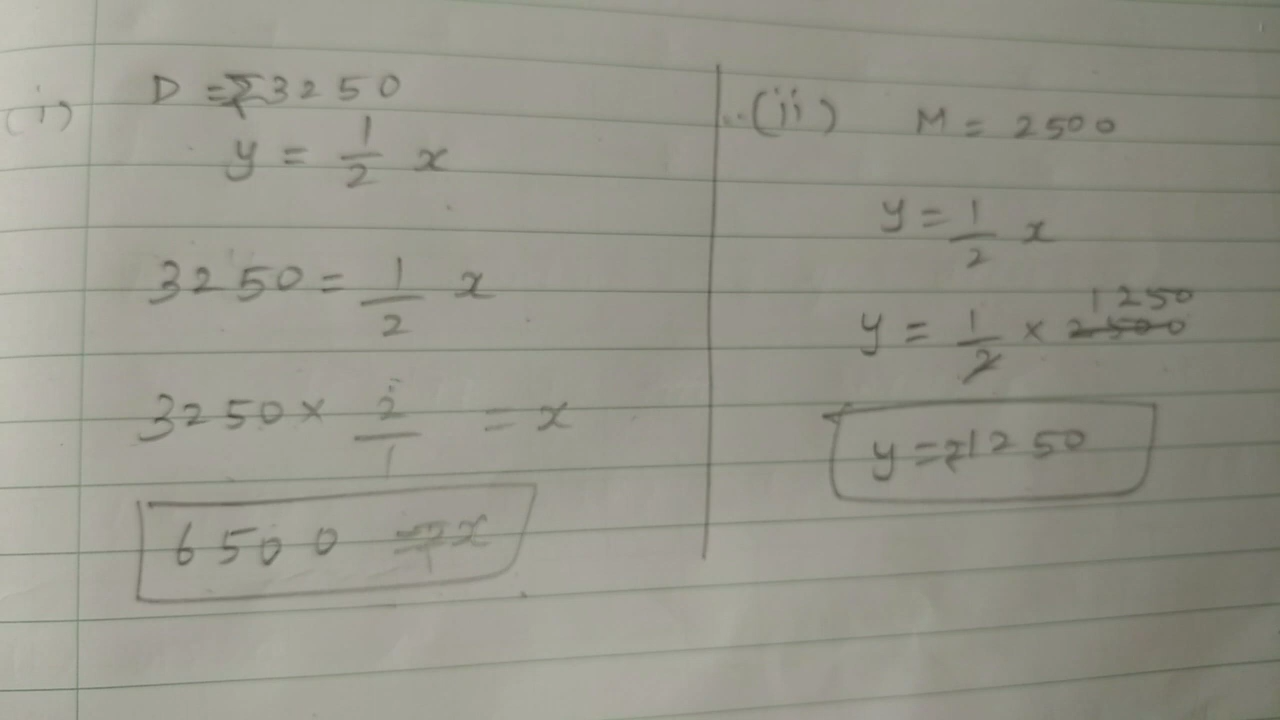 (i)
D = ₹3250
y = 1/2 x
3250 = 1/2 x
3250 × 2/1 = x
6500 = x
(ii) M = 2500
y = 1/2 x
y = 1/2 × 2500 1250
y = ₹1250